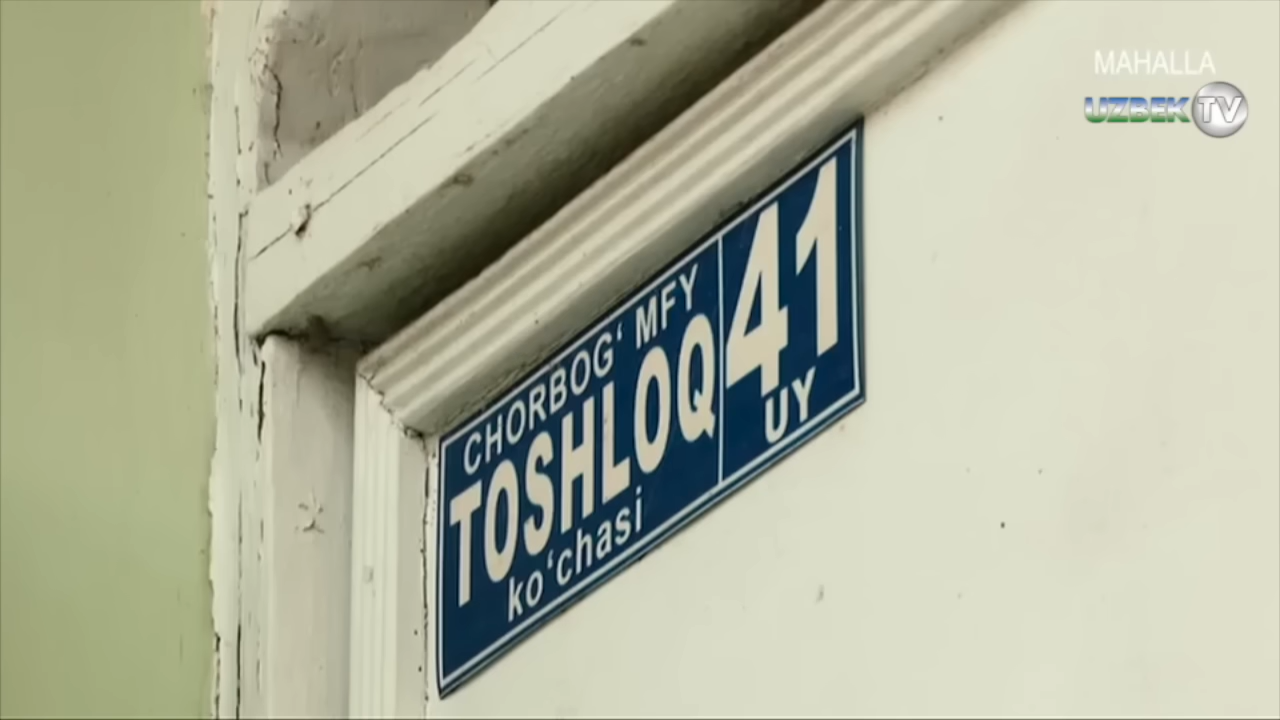 MAHALLA
UZBEK TV
CHORBOG‘ MFY
TOSHLOQ
ko‘chasi
41
UY